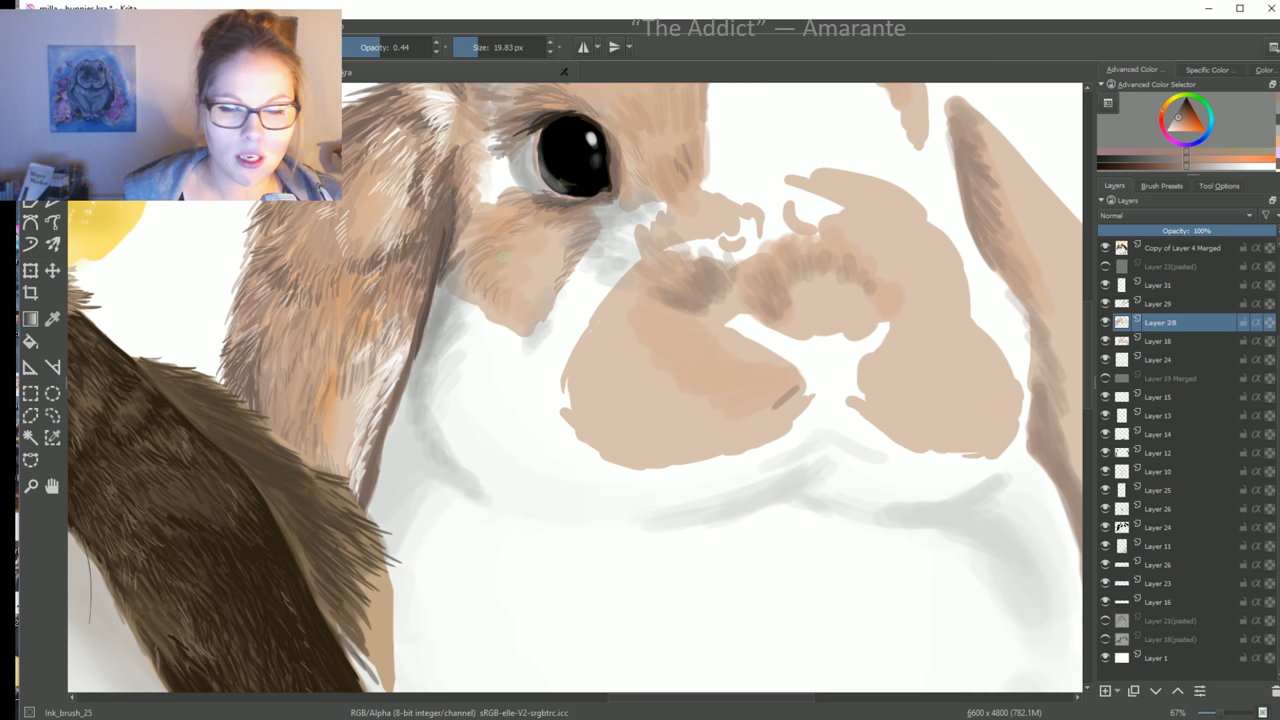 milla - bunnies.kra * - Krita
"The Addict" — Amarante
Opacity: 0.44
Size: 19.83 px
kra
Advanced Color ...
Specific Color ...
Color...
Advanced Color Selector
Layers
Brush Presets
Tool Options
Layers
Normal
Opacity: 100%
Copy of Layer 4 Merged
Layer 23(pasted)
Layer 31
Layer 29
Layer 28
Layer 18
Layer 24
Layer 19 Merged
Layer 15
Layer 13
Layer 14
Layer 12
Layer 10
Layer 25
Layer 26
Layer 24
Layer 11
Layer 26
Layer 23
Layer 16
Layer 21(pasted)
Layer 18(pasted)
Layer 1
Ink_brush_25
RGB/Alpha (8-bit integer/channel) sRGB-elle-V2-srgbtrc.icc
6600 x 4800 (782.1M)
67%